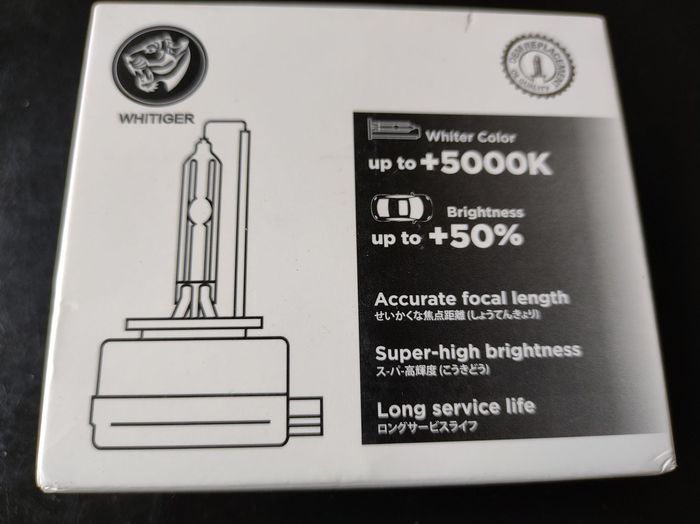 WHITIGER
OEM REPLACEMENT
QUALITY
Whiter Color
up to +5000K
Brightness
up to +50%
Accurate focal length
せいかくな焦点距離 (しょうてんきょり)
Super-high brightness
スーパー高輝度 (こうきどう)
Long service life
ロングサービスライフ